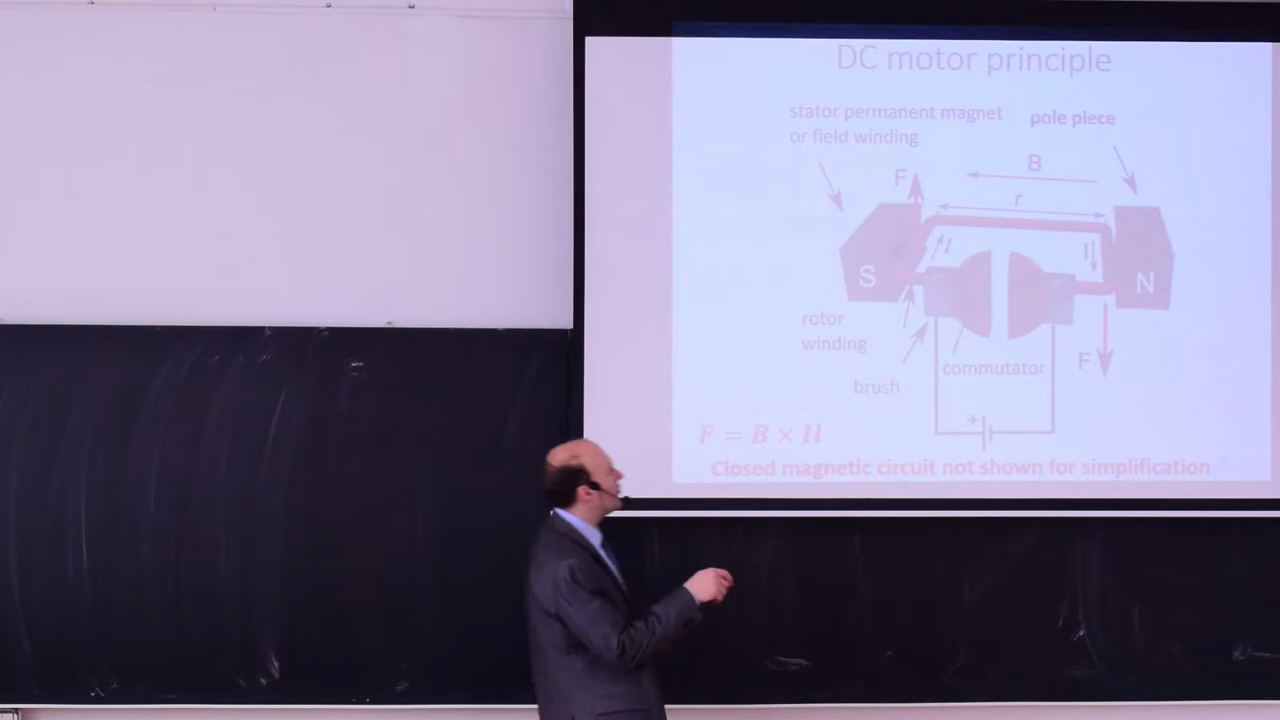 DC motor principle
stator permanent magnet
or field winding
pole piece
B
F
r
I
I
S
N
rotor
winding
brush
commutator
F
+
F = B × Il
Closed magnetic circuit not shown for simplification